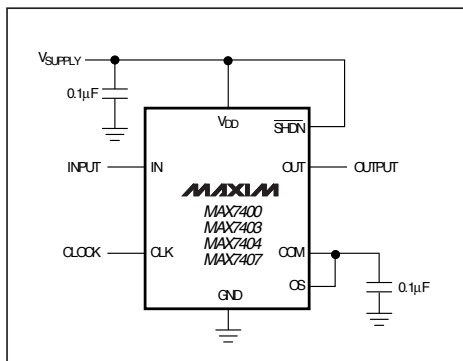 VSUPPLY
0.1µF
VDD
SHDN
INPUT
IN
OUT
OUTPUT
MAXIM
MAX7400
MAX7403
MAX7404
MAX7407
CLOCK
CLK
COM
OS
GND
0.1µF